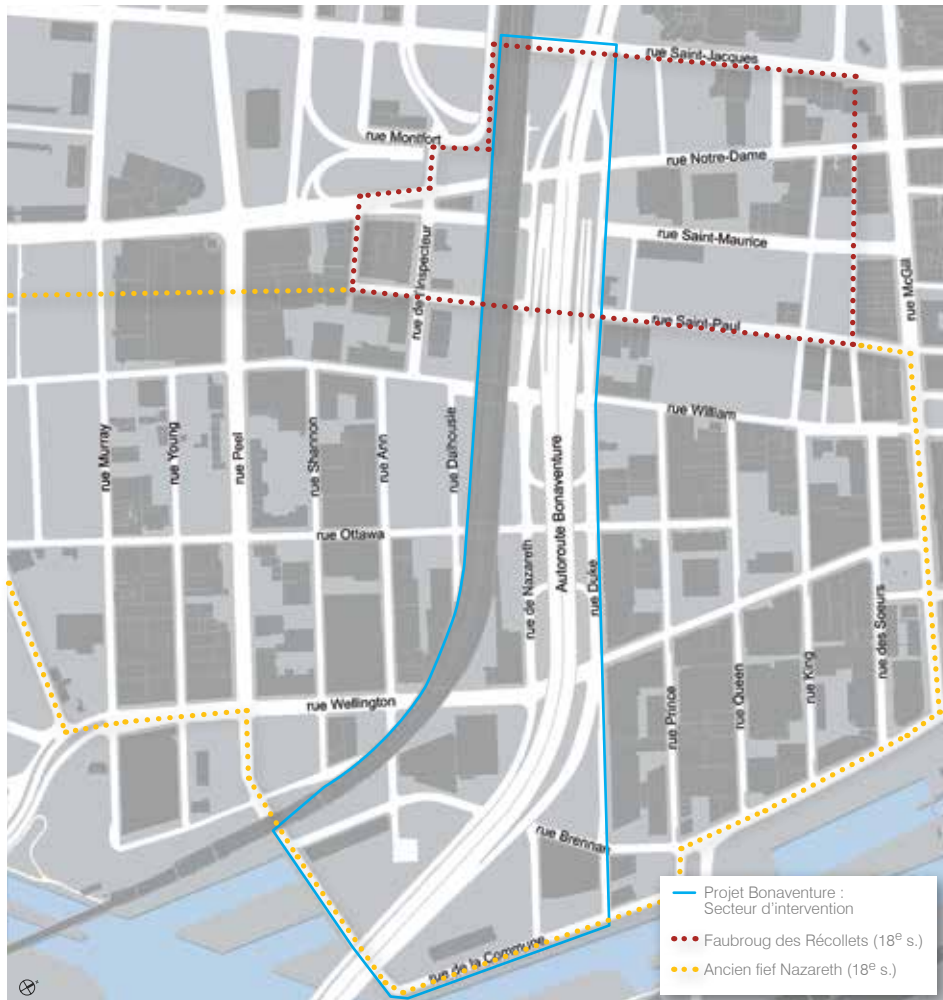 rue Saint-Jacques
rue Montfort
rue Notre-Dame
rue Saint-Maurice
rue de l'Inspecteur
rue McGill
rue Saint-Paul
rue William
rue Murray
rue Young
rue Peel
rue Shannon
rue Ann
rue Dalhousie
Autoroute Bonaventure
rue Ottawa
rue de Nazareth
rue Duke
rue des Soeurs
rue King
rue Queen
rue Prince
rue Wellington
rue Brennan
rue de la Commune
Projet Bonaventure :
Secteur d'intervention
Faubroug des Récollets (18e s.)
Ancien fief Nazareth (18e s.)